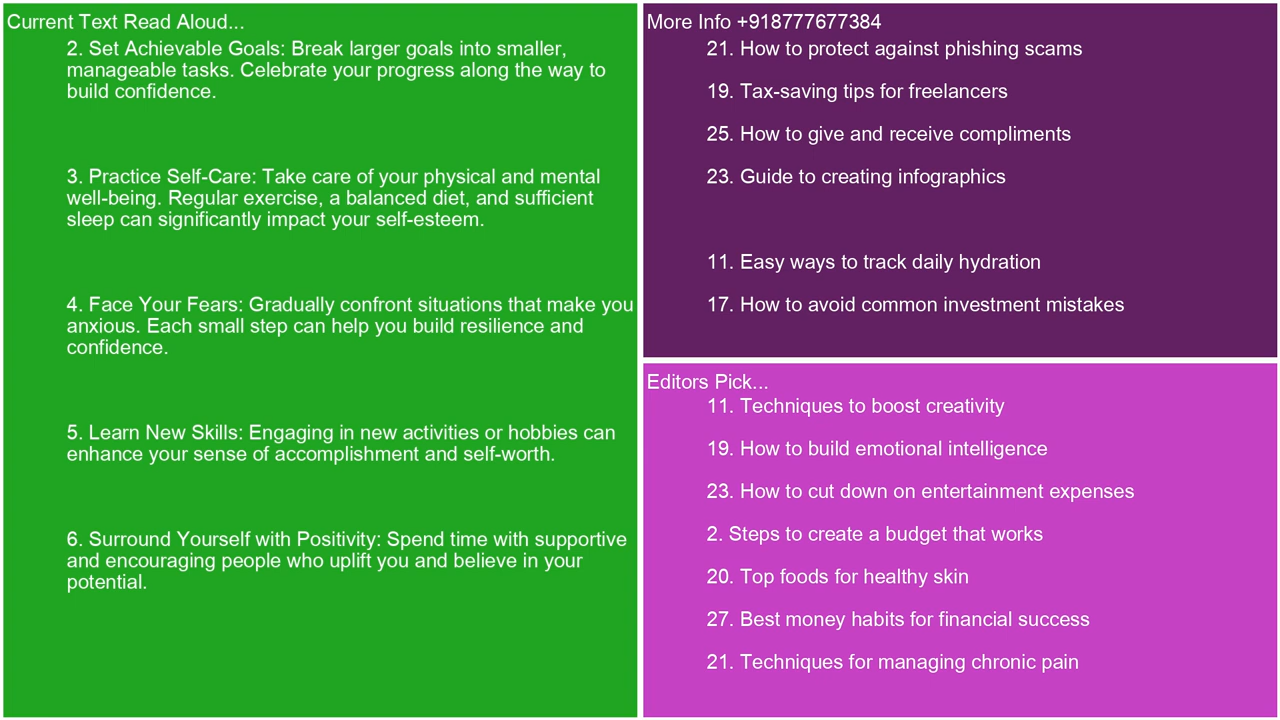 Current Text Read Aloud...
2. Set Achievable Goals: Break larger goals into smaller,
manageable tasks. Celebrate your progress along the way to
build confidence.
3. Practice Self-Care: Take care of your physical and mental
well-being. Regular exercise, a balanced diet, and sufficient
sleep can significantly impact your self-esteem.
4. Face Your Fears: Gradually confront situations that make you
anxious. Each small step can help you build resilience and
confidence.
5. Learn New Skills: Engaging in new activities or hobbies can
enhance your sense of accomplishment and self-worth.
6. Surround Yourself with Positivity: Spend time with supportive
and encouraging people who uplift you and believe in your
potential.
More Info +918777677384
21. How to protect against phishing scams
19. Tax-saving tips for freelancers
25. How to give and receive compliments
23. Guide to creating infographics
11. Easy ways to track daily hydration
17. How to avoid common investment mistakes
Editors Pick...
11. Techniques to boost creativity
19. How to build emotional intelligence
23. How to cut down on entertainment expenses
2. Steps to create a budget that works
20. Top foods for healthy skin
27. Best money habits for financial success
21. Techniques for managing chronic pain